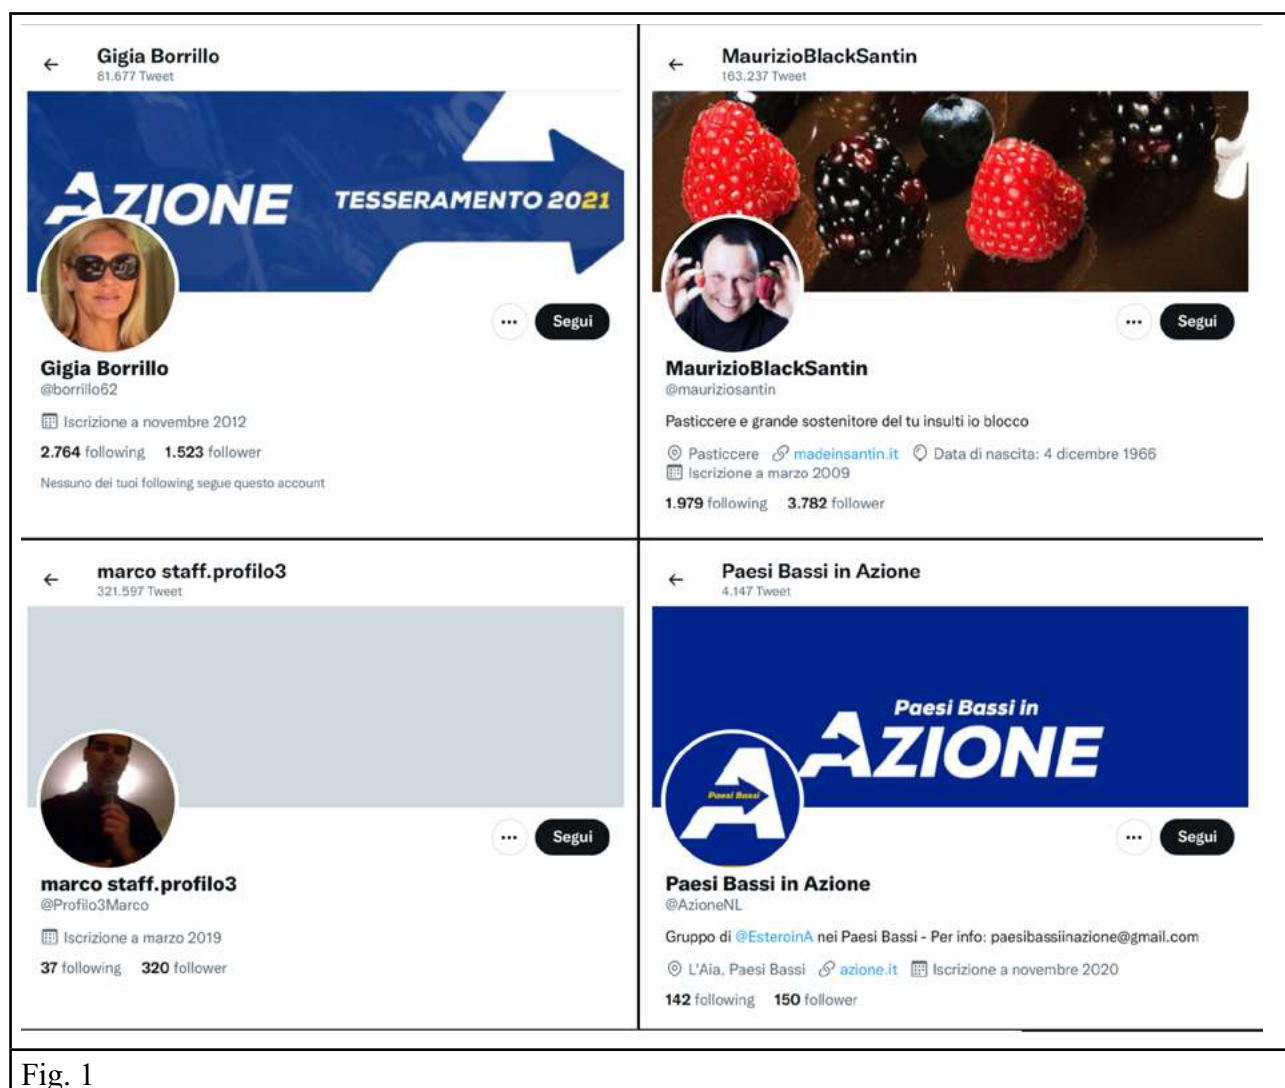 Gigia Borrillo
81.677 Tweet
AZIONE TESSERAMENTO 2021
Segui
Gigia Borrillo
@borrillo62
Iscrizione a novembre 2012
2.764 following 1.523 follower
Nessuno dei tuoi following segue questo account
MaurizioBlackSantin
163.237 Tweet
Segui
MaurizioBlackSantin
@mauriziosantin
Pasticcere e grande sostenitore del tu insulti io blocco
Pasticcere madeinsantin.it Data di nascita: 4 dicembre 1966
Iscrizione a marzo 2009
1.979 following 3.782 follower
marco staff.profilo3
321.597 Tweet
Segui
marco staff.profilo3
@Profilo3Marco
Iscrizione a marzo 2019
37 following 320 follower
Paesi Bassi in Azione
4.147 Tweet
Paesi Bassi in
AZIONE
Paesi Bassi
Segui
Paesi Bassi in Azione
@AzioneNL
Gruppo di @EsteroinA nei Paesi Bassi - Per info: paesibassiinazione@gmail.com
L'Aia, Paesi Bassi azione.it Iscrizione a novembre 2020
142 following 150 follower
Fig. 1